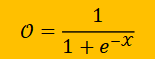 𝒪 = 1 / (1 + e^{-x})